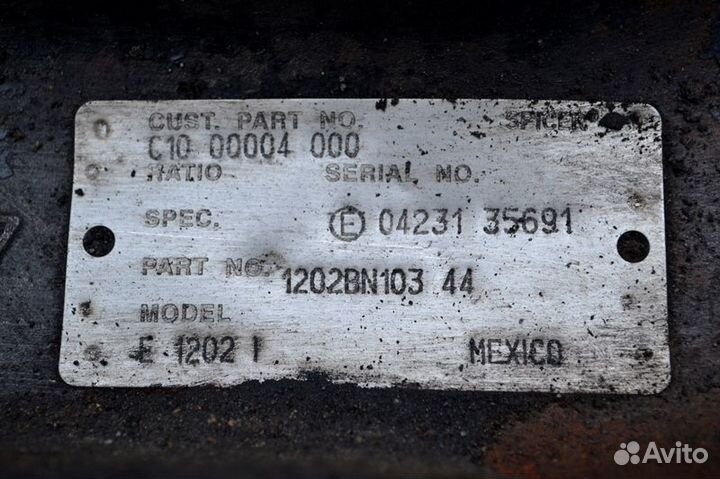 CUST. PART NO. SPICER
C10 00004 000
RATIO SERIAL NO.
SPEC. E 04231 35691
PART NO. 1202BN103 44
MODEL
E 1202 I MEXICO
Avito